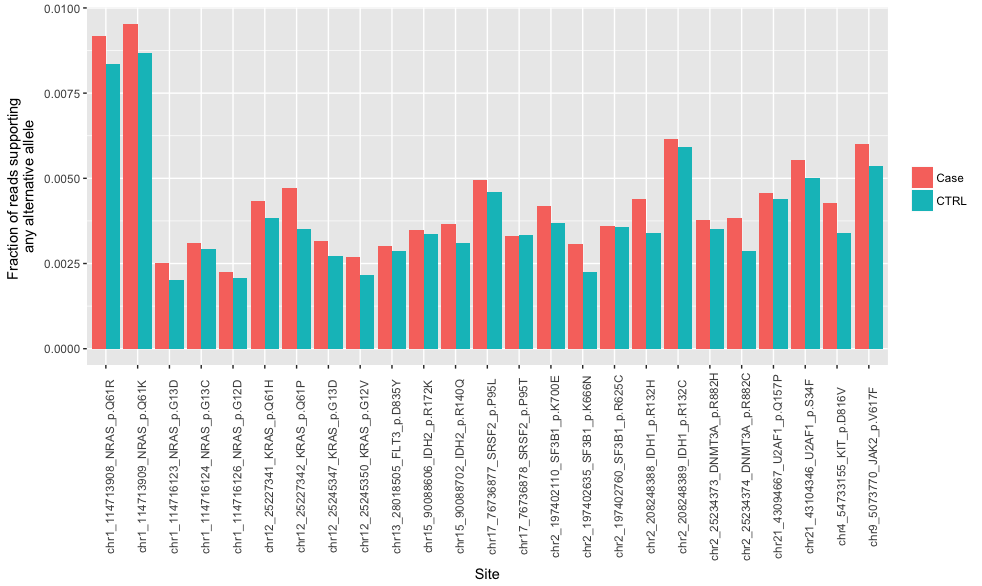 0.0100
0.0075
0.0050
0.0025
0.0000
Fraction of reads supporting
any alternative allele
chr1_114713908_NRAS_p.Q61R
chr1_114713909_NRAS_p.Q61K
chr1_114716123_NRAS_p.G13D
chr1_114716124_NRAS_p.G13C
chr1_114716126_NRAS_p.G12D
chr12_25227341_KRAS_p.Q61H
chr12_25227342_KRAS_p.Q61P
chr12_25245347_KRAS_p.G13D
chr12_25245350_KRAS_p.G12V
chr13_28018505_FLT3_p.D835Y
chr15_90088606_IDH2_p.R172K
chr15_90088702_IDH2_p.R140Q
chr17_76736877_SRSF2_p.P95L
chr17_76736878_SRSF2_p.P95T
chr2_197402110_SF3B1_p.K700E
chr2_197402635_SF3B1_p.K666N
chr2_197402760_SF3B1_p.R625C
chr2_208248388_IDH1_p.R132H
chr2_208248389_IDH1_p.R132C
chr2_25234373_DNMT3A_p.R882H
chr2_25234374_DNMT3A_p.R882C
chr21_43094667_U2AF1_p.Q157P
chr21_43104346_U2AF1_p.S34F
chr4_54733155_KIT_p.D816V
chr9_5073770_JAK2_p.V617F
Site
Case
CTRL